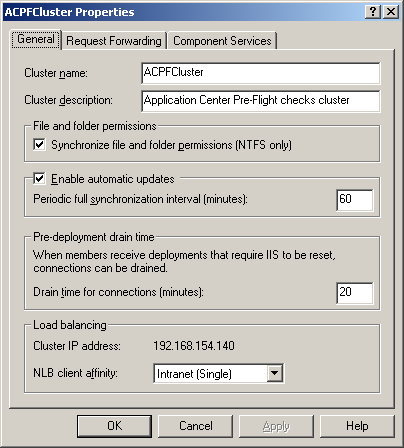 ACPFCluster Properties
General
Request Forwarding
Component Services
Cluster name:
ACPFCluster
Cluster description:
Application Center Pre-Flight checks cluster
File and folder permissions
Synchronize file and folder permissions (NTFS only)
Enable automatic updates
Periodic full synchronization interval (minutes):
60
Pre-deployment drain time
When members receive deployments that require IIS to be reset,
connections can be drained.
Drain time for connections (minutes):
20
Load balancing
Cluster IP address:
192.168.154.140
NLB client affinity:
Intranet (Single)
OK
Cancel
Apply
Help